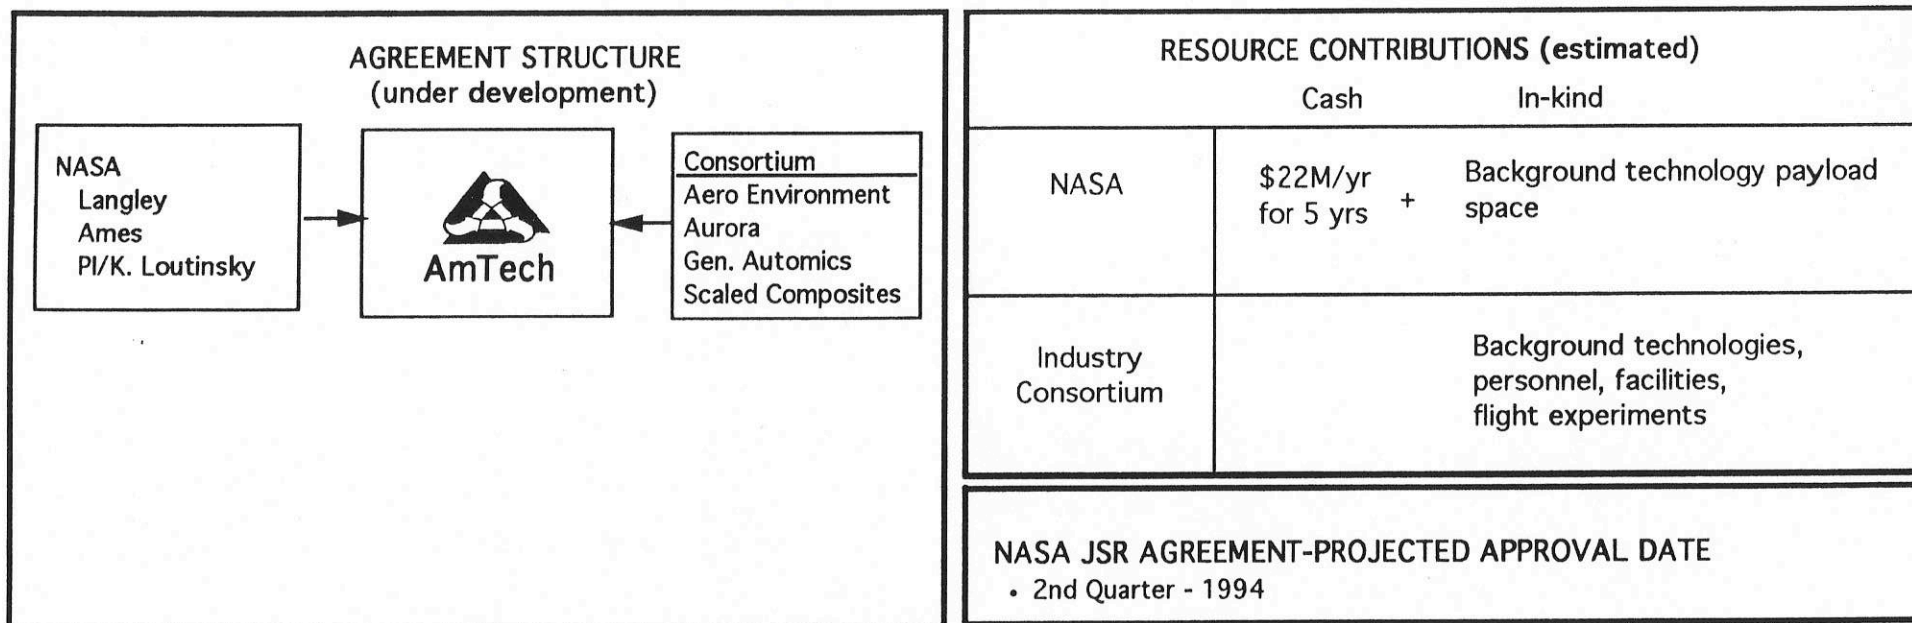 AGREEMENT STRUCTURE
(under development)
NASA
Langley
Ames
PI/K. Loutinsky
AmTech
Consortium
Aero Environment
Aurora
Gen. Automics
Scaled Composites
RESOURCE CONTRIBUTIONS (estimated)
Cash In-kind
NASA
$22M/yr
for 5 yrs
+
Background technology payload
space
Industry
Consortium
Background technologies,
personnel, facilities,
flight experiments
NASA JSR AGREEMENT-PROJECTED APPROVAL DATE
• 2nd Quarter - 1994